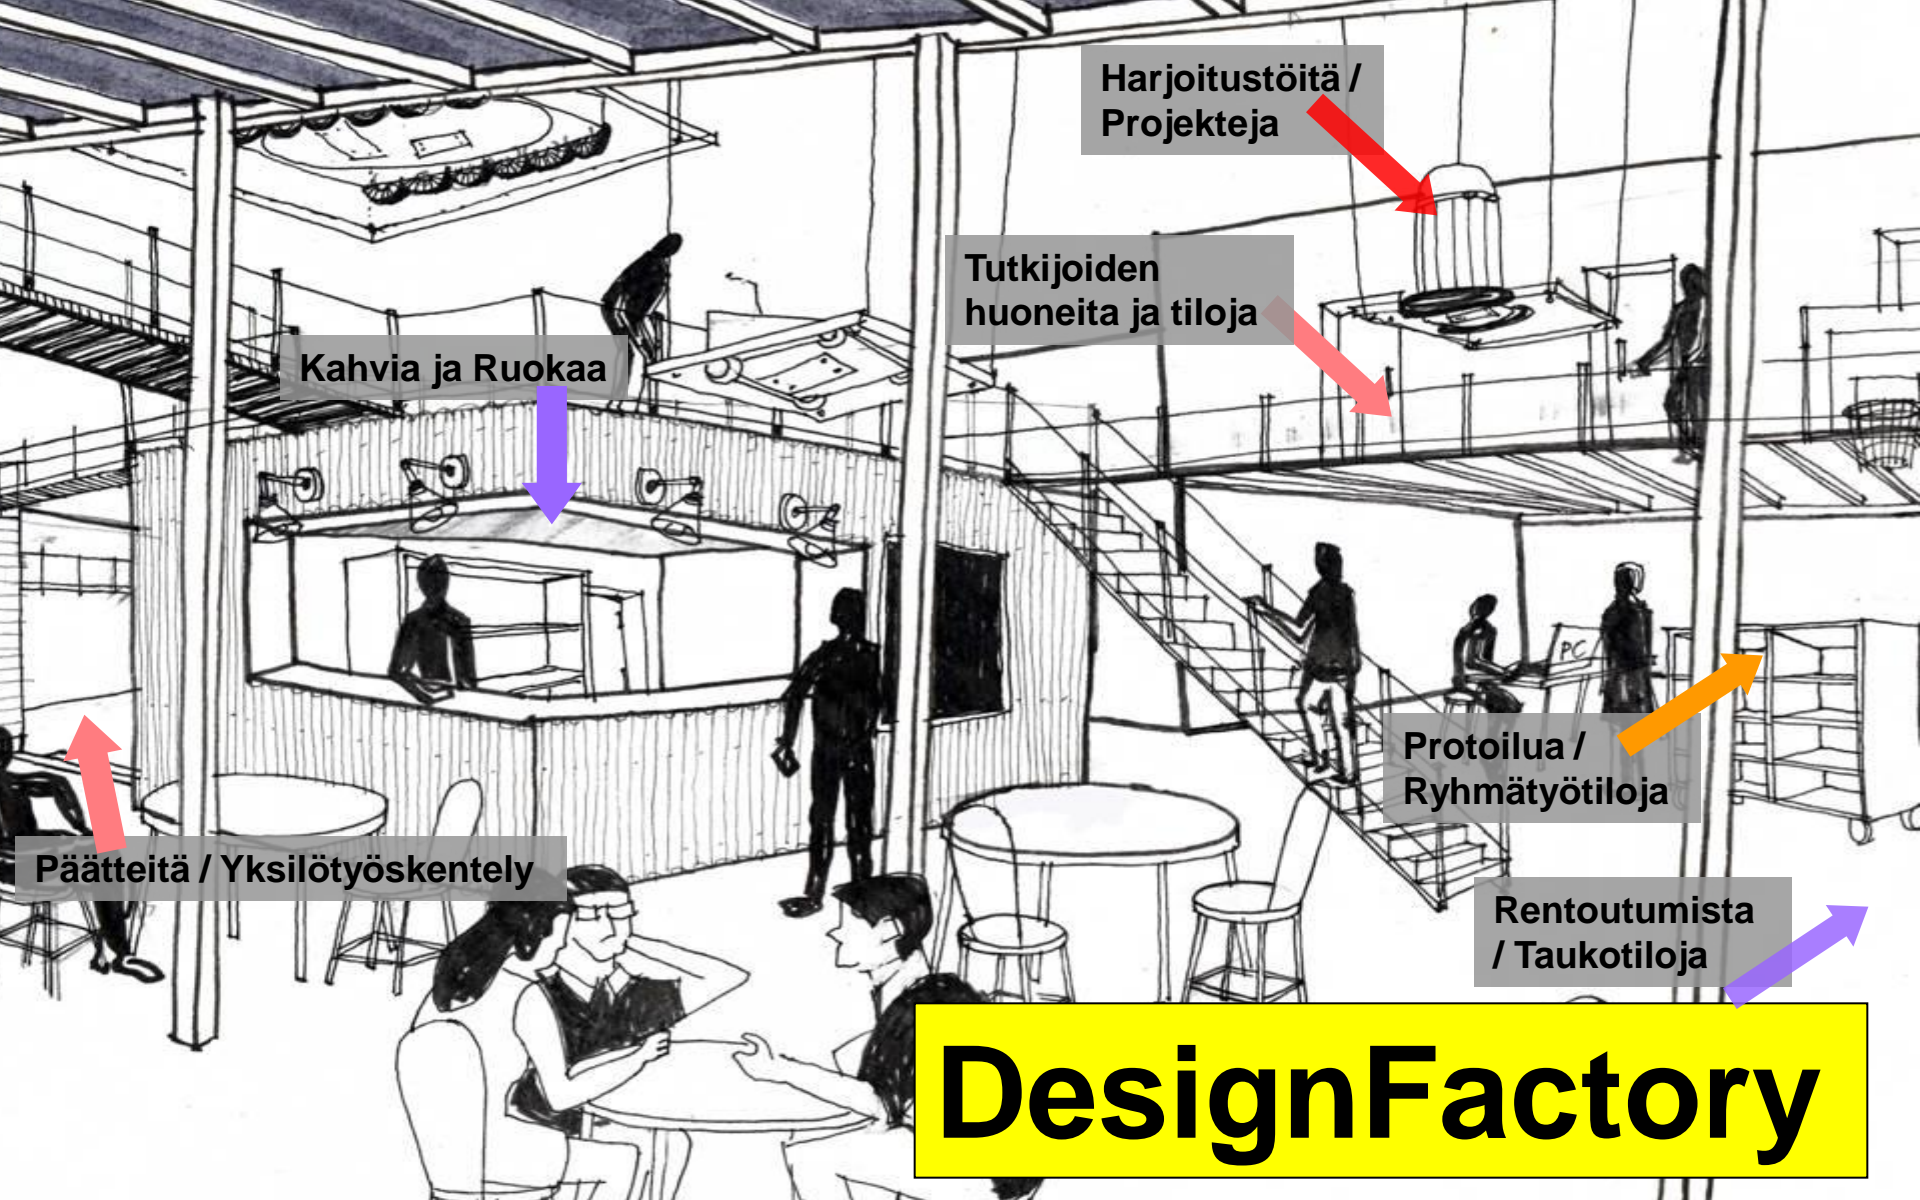 Harjoitustöitä /
Projekteja
Tutkijoiden
huoneita ja tiloja
Kahvia ja Ruokaa
PC
Protoilua /
Ryhmätyötiloja
Päätteitä / Yksilötyöskentely
Rentoutumista
/ Taukotiloja
DesignFactory